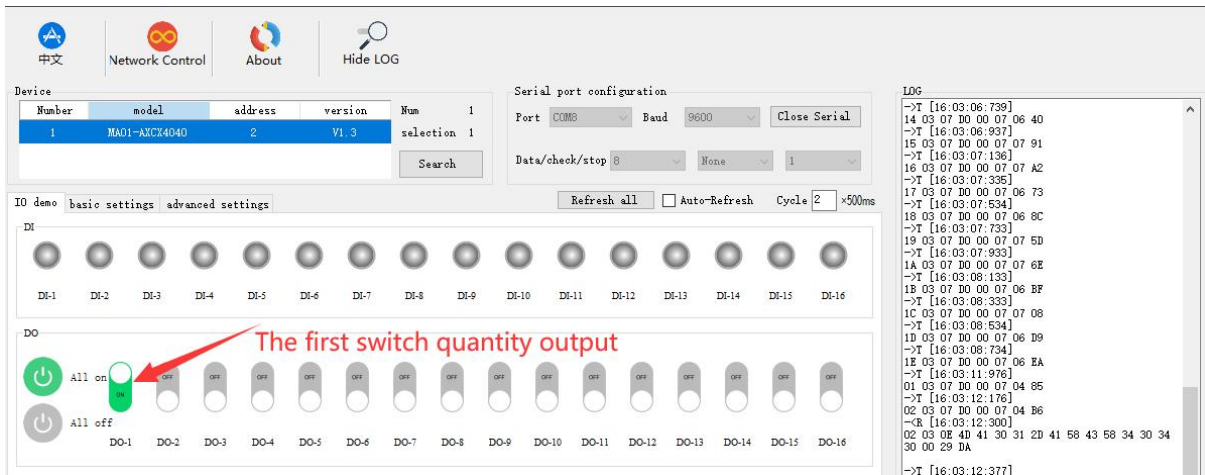 中文
Network Control
About
Hide LOG
Device
Number model address version
1 MA01-AXCX4040 2 V1.3
Num 1
selection 1
Search
Serial port configuration
Port COM8 Baud 9600 Close Serial
Data/check/stop 8 None 1
IO demo basic settings advanced settings
Refresh all Auto-Refresh Cycle 2 ×500ms
DI
DI-1 DI-2 DI-3 DI-4 DI-5 DI-6 DI-7 DI-8 DI-9 DI-10 DI-11 DI-12 DI-13 DI-14 DI-15 DI-16
DO
The first switch quantity output
All on
ON OFF OFF OFF OFF OFF OFF OFF OFF OFF OFF OFF OFF OFF OFF OFF
All off
DO-1 DO-2 DO-3 DO-4 DO-5 DO-6 DO-7 DO-8 DO-9 DO-10 DO-11 DO-12 DO-13 DO-14 DO-15 DO-16
LOG
->T [16:03:06:739]
14 03 07 D0 00 07 06 40
->T [16:03:06:937]
15 03 07 D0 00 07 07 91
->T [16:03:07:136]
16 03 07 D0 00 07 07 A2
->T [16:03:07:335]
17 03 07 D0 00 07 06 73
->T [16:03:07:534]
18 03 07 D0 00 07 06 8C
->T [16:03:07:733]
19 03 07 D0 00 07 07 5D
->T [16:03:07:933]
1A 03 07 D0 00 07 07 6E
->T [16:03:08:133]
1B 03 07 D0 00 07 06 BF
->T [16:03:08:333]
1C 03 07 D0 00 07 07 08
->T [16:03:08:534]
1D 03 07 D0 00 07 06 D9
->T [16:03:08:734]
1E 03 07 D0 00 07 06 EA
->T [16:03:11:976]
01 03 07 D0 00 07 04 85
->T [16:03:12:176]
02 03 07 D0 00 07 04 B6
-<R [16:03:12:300]
02 03 0E 4D 41 30 31 2D 41 58 43 58 34 30 34
30 00 29 DA
->T [16:03:12:377]